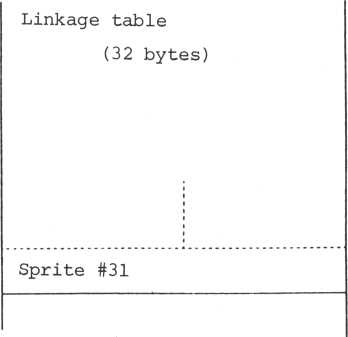 Linkage table
(32 bytes)
Sprite #31